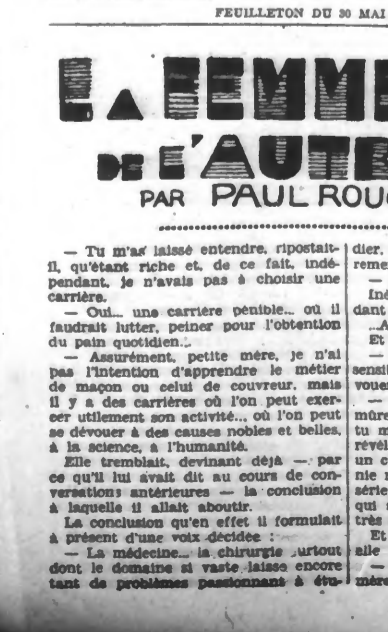 FEUILLETON DU 30 MAI
LA FEMME
DE L'AUT
PAR PAUL ROU
— Tu m'as laissé entendre, ripostait-
il, qu'étant riche et, de ce fait, indé-
pendant, je n'avais pas à choisir une
carrière.
— Oui... une carrière pénible... où il
faudrait lutter, peiner pour l'obtention
du pain quotidien...
— Assurément, petite mère, je n'ai
pas l'intention d'apprendre le métier
de maçon ou celui de couvreur, mais
il y a des carrières où l'on peut exer-
cer utilement son activité... où l'on peut
se dévouer à des causes nobles et belles,
à la science, à l'humanité.
Elle tremblait, devinant déjà — par
ce qu'il lui avait dit au cours de con-
versations antérieures — la conclusion
à laquelle il allait aboutir.
La conclusion qu'en effet il formulait
à présent d'une voix décidée :
— La médecine... la chirurgie surtout
dont le domaine si vaste laisse encore
tant de problèmes passionnant à étu-
dier,
reme
—
Ind
dant
...A
Et
—
sensib
vouer
—
mûre
tu m
révél
un c
nie r
série
qui s
très
Et
elle
—
mère